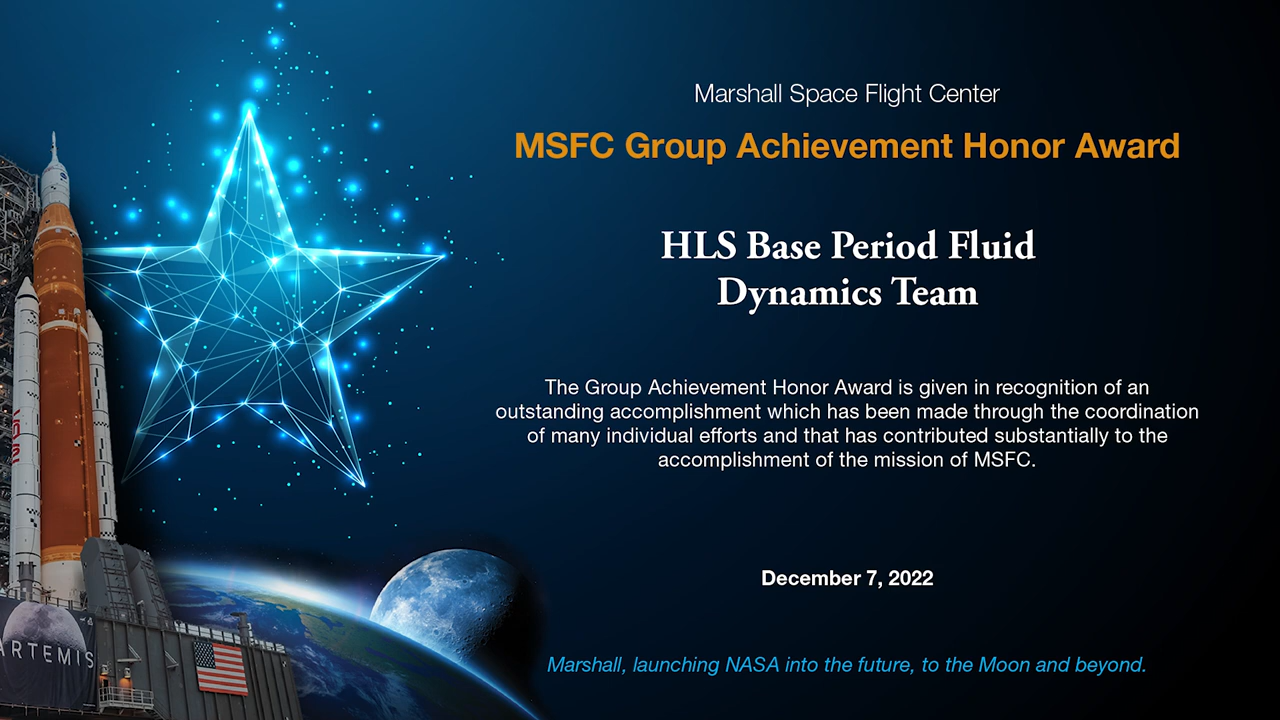 Marshall Space Flight Center
MSFC Group Achievement Honor Award
HLS Base Period Fluid
Dynamics Team
The Group Achievement Honor Award is given in recognition of an
outstanding accomplishment which has been made through the coordination
of many individual efforts and that has contributed substantially to the
accomplishment of the mission of MSFC.
December 7, 2022
Marshall, launching NASA into the future, to the Moon and beyond.
ARTEMIS